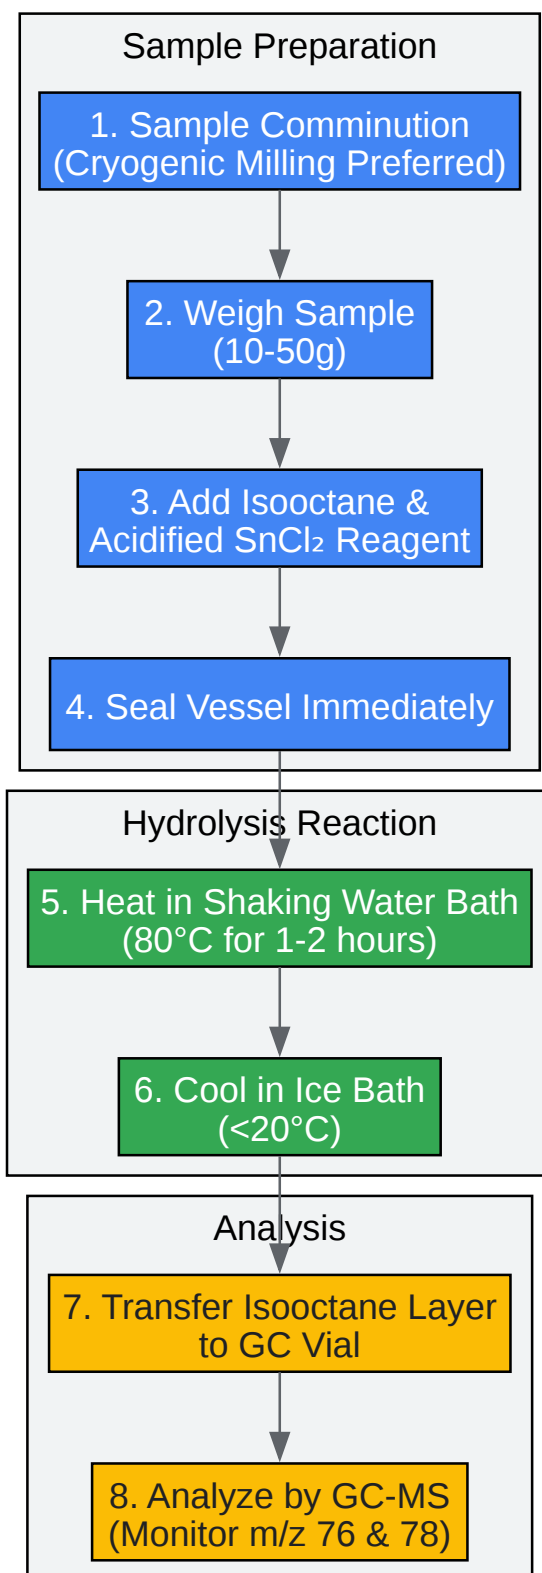 Sample Preparation
1. Sample Comminution
(Cryogenic Milling Preferred)
2. Weigh Sample
(10-50g)
3. Add Isooctane &
Acidified SnCl₂ Reagent
4. Seal Vessel Immediately
Hydrolysis Reaction
5. Heat in Shaking Water Bath
(80°C for 1-2 hours)
6. Cool in Ice Bath
(<20°C)
Analysis
7. Transfer Isooctane Layer
to GC Vial
8. Analyze by GC-MS
(Monitor m/z 76 & 78)